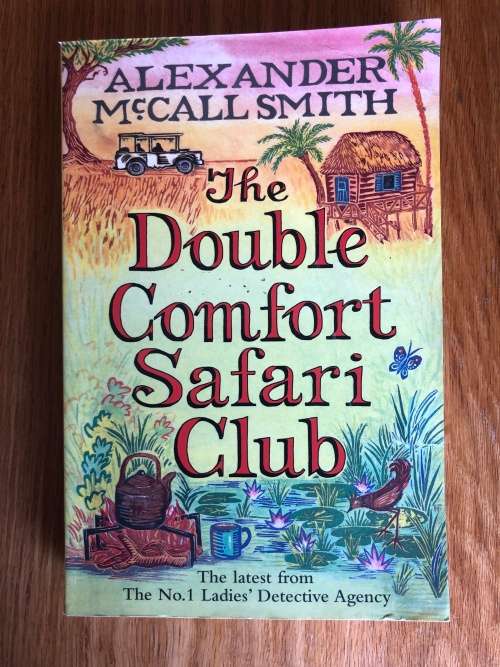 ALEXANDER
McCALL SMITH
The
Double
Comfort
Safari
Club
The latest from
The No.1 Ladies' Detective Agency